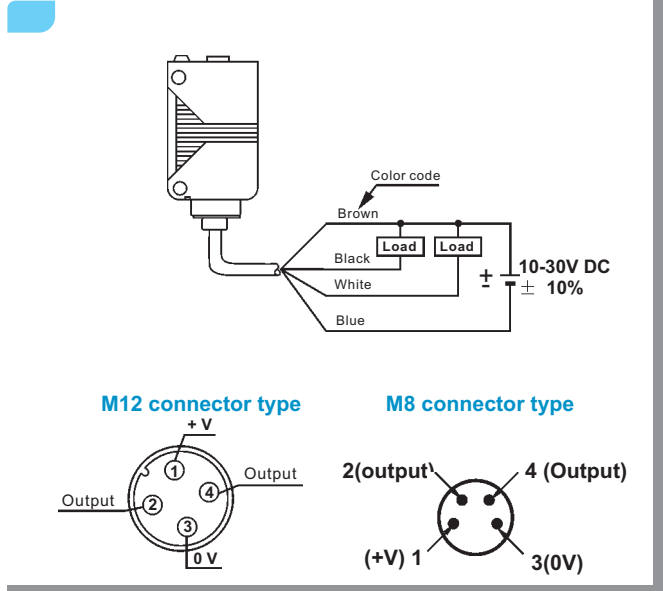 Color code
Brown
Load Load
Black
10-30V DC
±
± 10%
White
Blue
M12 connector type
M8 connector type
+ V
1
Output
4
Output
2
3
0 V
2(output)
4 (Output)
(+V) 1
3(0V)